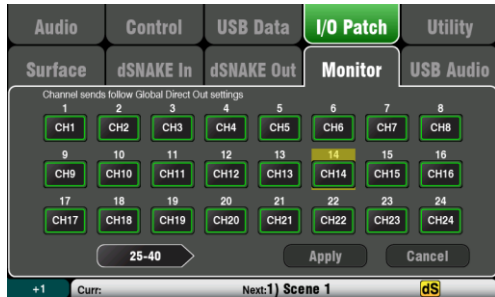 Audio Control USB Data I/O Patch Utility
Surface dSNAKE In dSNAKE Out Monitor USB Audio
Channel sends follow Global Direct Out settings
1 2 3 4 5 6 7 8
CH1 CH2 CH3 CH4 CH5 CH6 CH7 CH8
9 10 11 12 13 14 15 16
CH9 CH10 CH11 CH12 CH13 CH14 CH15 CH16
17 18 19 20 21 22 23 24
CH17 CH18 CH19 CH20 CH21 CH22 CH23 CH24
25-40 Apply Cancel
+1 Curr: Next:1) Scene 1 dS